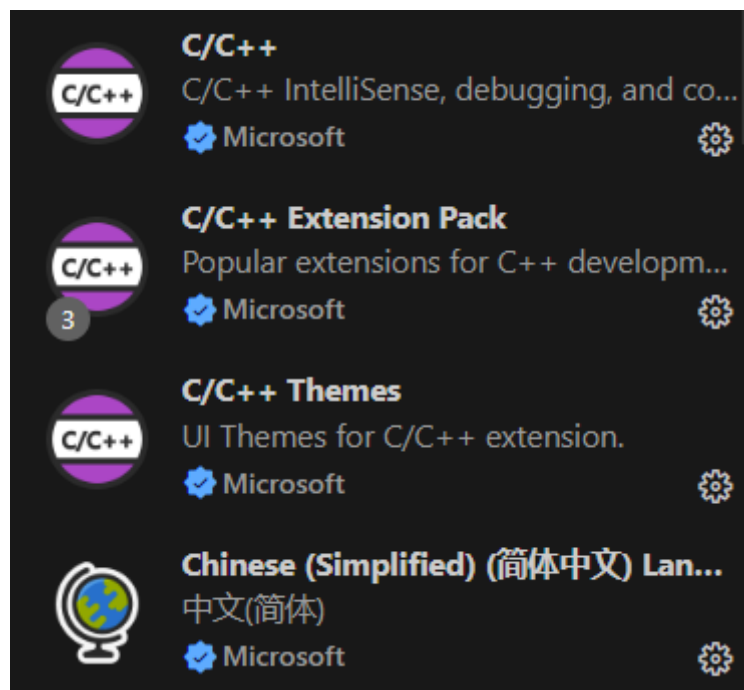 C/C++
C/C++
C/C++ IntelliSense, debugging, and co...
Microsoft
C/C++ Extension Pack
C/C++
Popular extensions for C++ developm...
3
Microsoft
C/C++ Themes
C/C++
UI Themes for C/C++ extension.
Microsoft
Chinese (Simplified) (简体中文) Lan...
中文(简体)
Microsoft